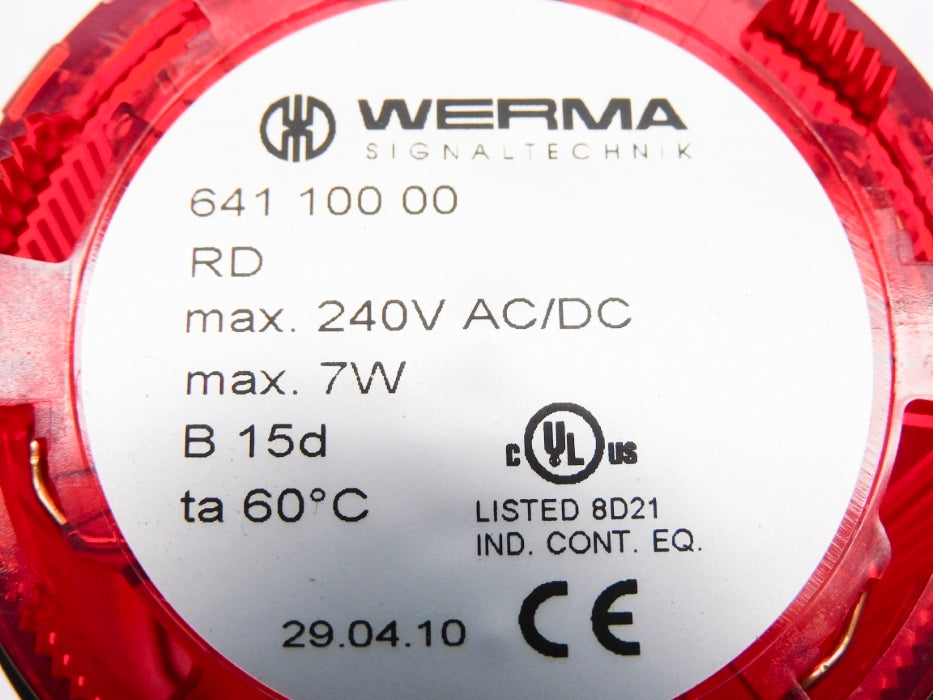 WERMA
SIGNALTECHNIK
641 100 00
RD
max. 240V AC/DC
max. 7W
B 15d
ta 60°C
C UL US
LISTED 8D21
IND. CONT. EQ.
29.04.10 CE